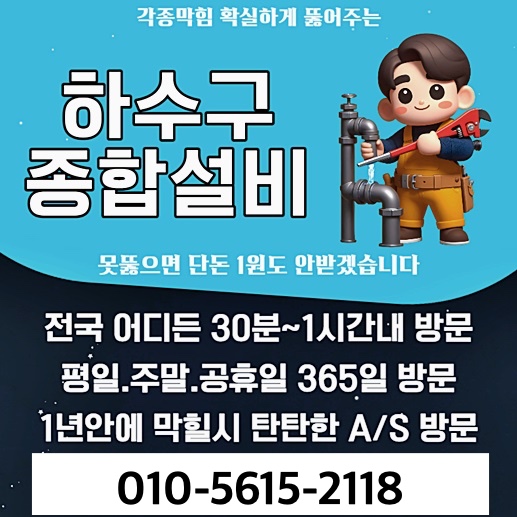 각종막힘 확실하게 뚫어주는
하수구
종합설비
못뚫으면 단돈 1원도 안받겠습니다
전국 어디든 30분~1시간내 방문
평일.주말.공휴일 365일 방문
1년안에 막힐시 탄탄한 A/S 방문
010-5615-2118